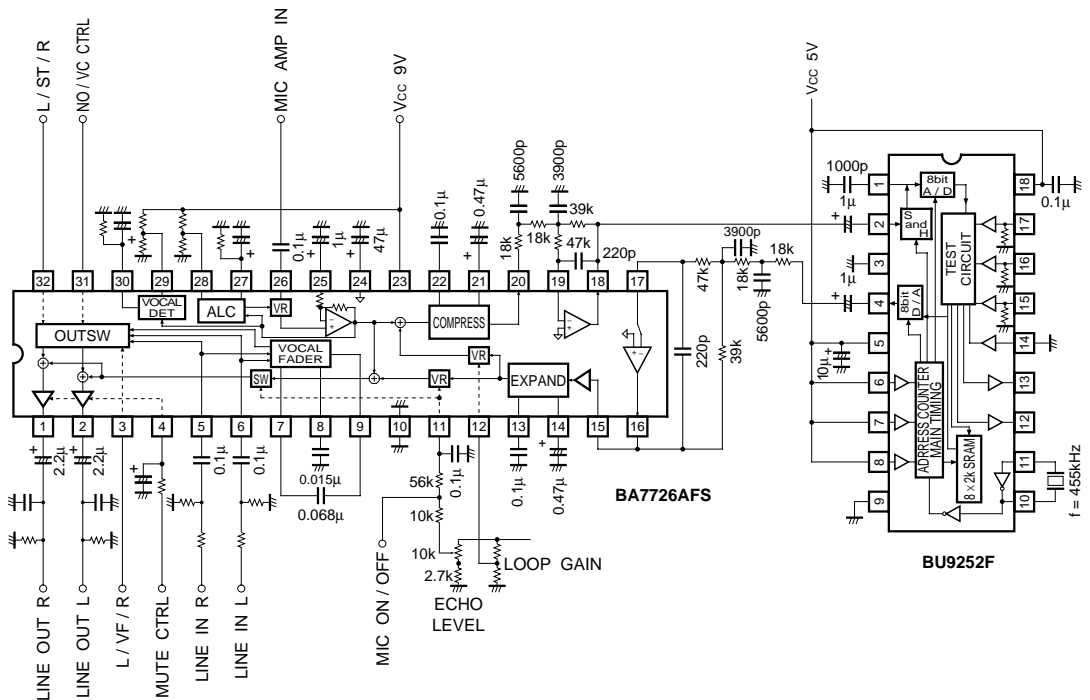 L / ST / R
NO / VC CTRL
MIC AMP IN
VCC 9V
VCC 5V
0.1µ
1µ
47µ
0.1µ
0.47µ
5600p
3900p
18k
18k
39k
47k
220p
32
31
30
29
28
27
26
25
24
23
22
21
20
19
18
17
OUTSW
VOCAL
DET
ALC
VR
VOCAL
FADER
SW
COMPRESS
VR
VR
EXPAND
1
2
3
4
5
6
7
8
9
10
11
12
13
14
15
16
2.2µ
2.2µ
0.1µ
0.1µ
0.015µ
0.068µ
0.1µ
56k
10k
10k
2.7k
0.1µ
0.47µ
BA7726AFS
LOOP GAIN
ECHO
LEVEL
LINE OUT R
LINE OUT L
L / VF / R
MUTE CTRL
LINE IN R
LINE IN L
MIC ON / OFF
3900p
47k
18k
18k
5600p
220p
39k
1000p
1µ
1µ
10µ
0.1µ
1
2
3
4
5
6
7
8
9
18
17
16
15
14
13
12
11
10
8bit
A / D
S
and
H
8bit
D / A
TEST
CIRCUIT
ADRRESS COUNTER
MAIN TIMING
8 x 2k SRAM
f = 455kHz
BU9252F